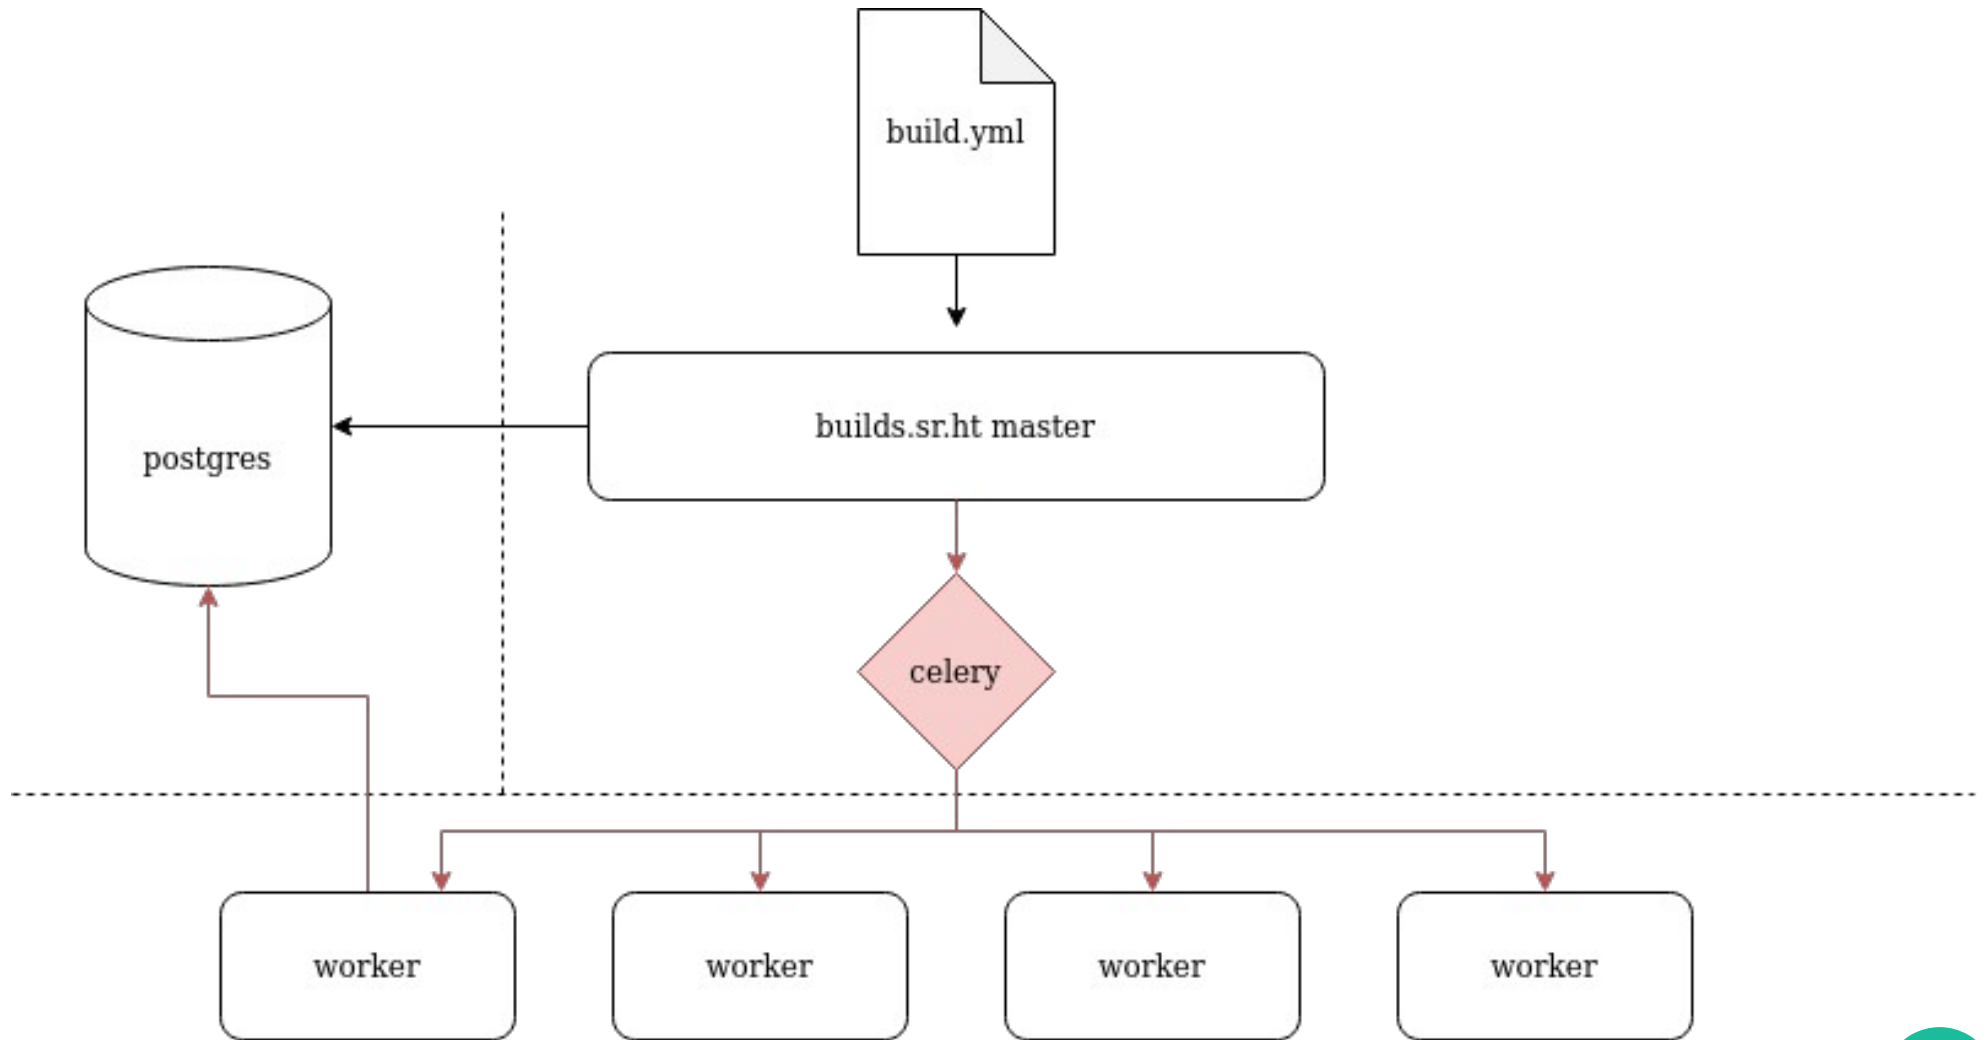 build.yml
builds.sr.ht master
postgres
celery
worker
worker
worker
worker